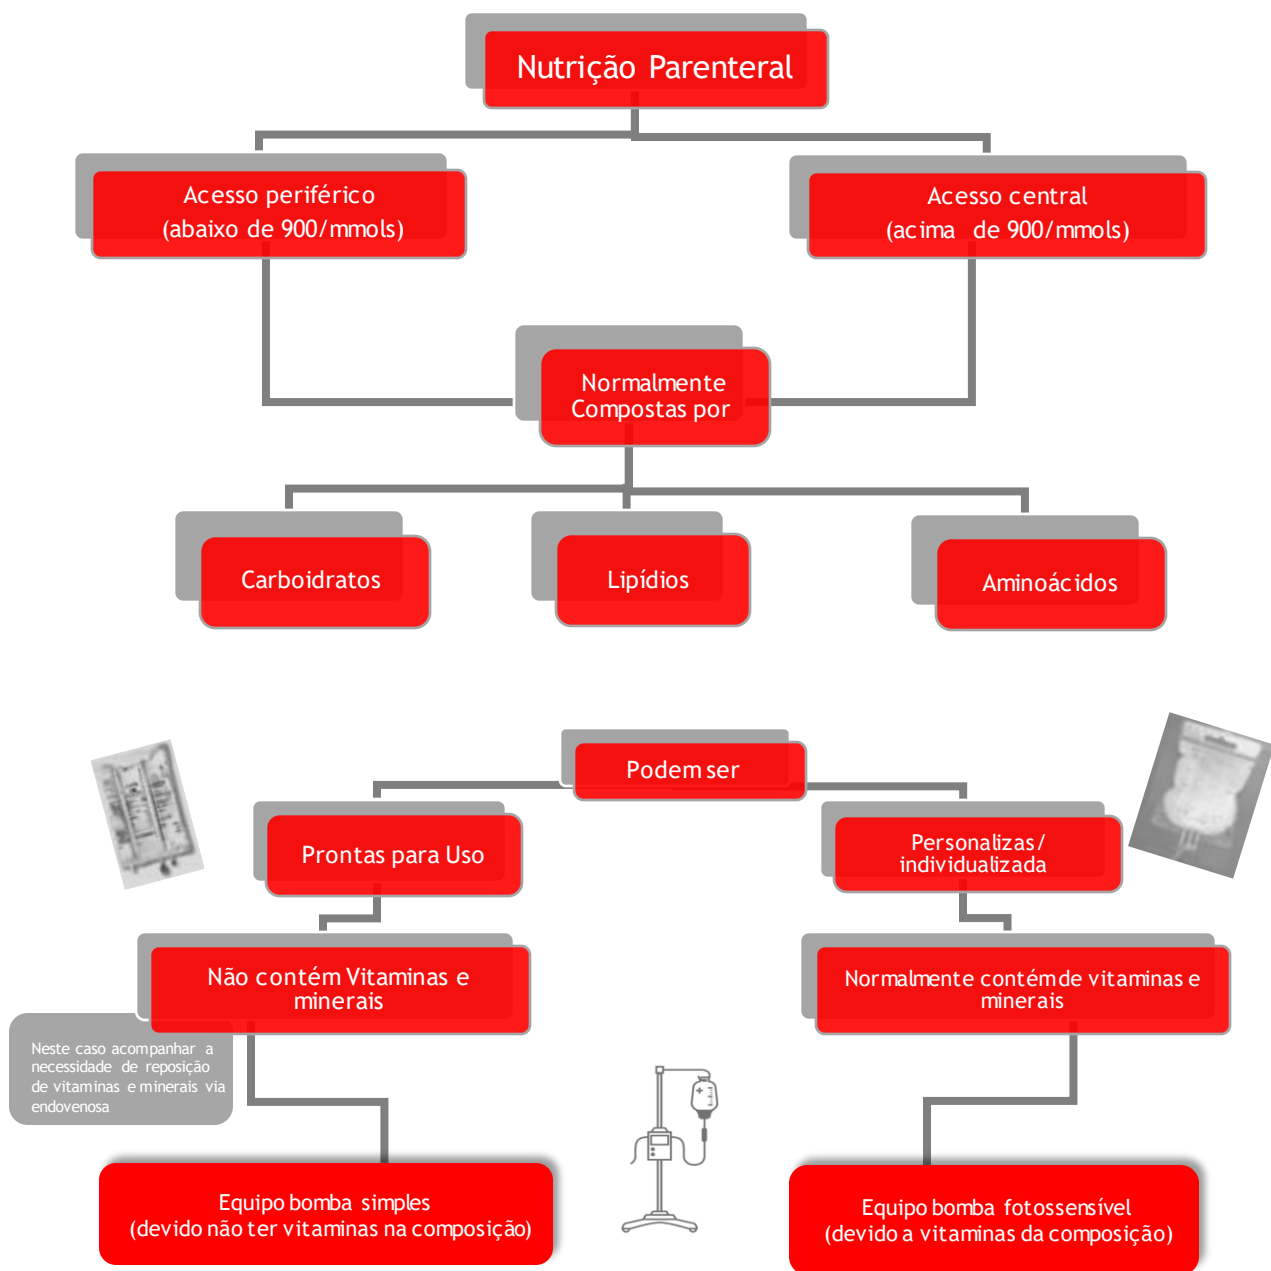 Nutrição Parenteral
Acesso periférico
(abaixo de 900/mmols)
Acesso central
(acima de 900/mmols)
Normalmente
Compostas por
Carboidratos
Lipídios
Aminoácidos
Podem ser
Prontas para Uso
Personalizas/
individualizada
Não contém Vitaminas e
minerais
Normalmente contém de vitaminas e
minerais
Neste caso acompanhar a
necessidade de reposição
de vitaminas e minerais via
endovenosa
Equipo bomba simples
(devido não ter vitaminas na composição)
Equipo bomba fotossensível
(devido a vitaminas da composição)